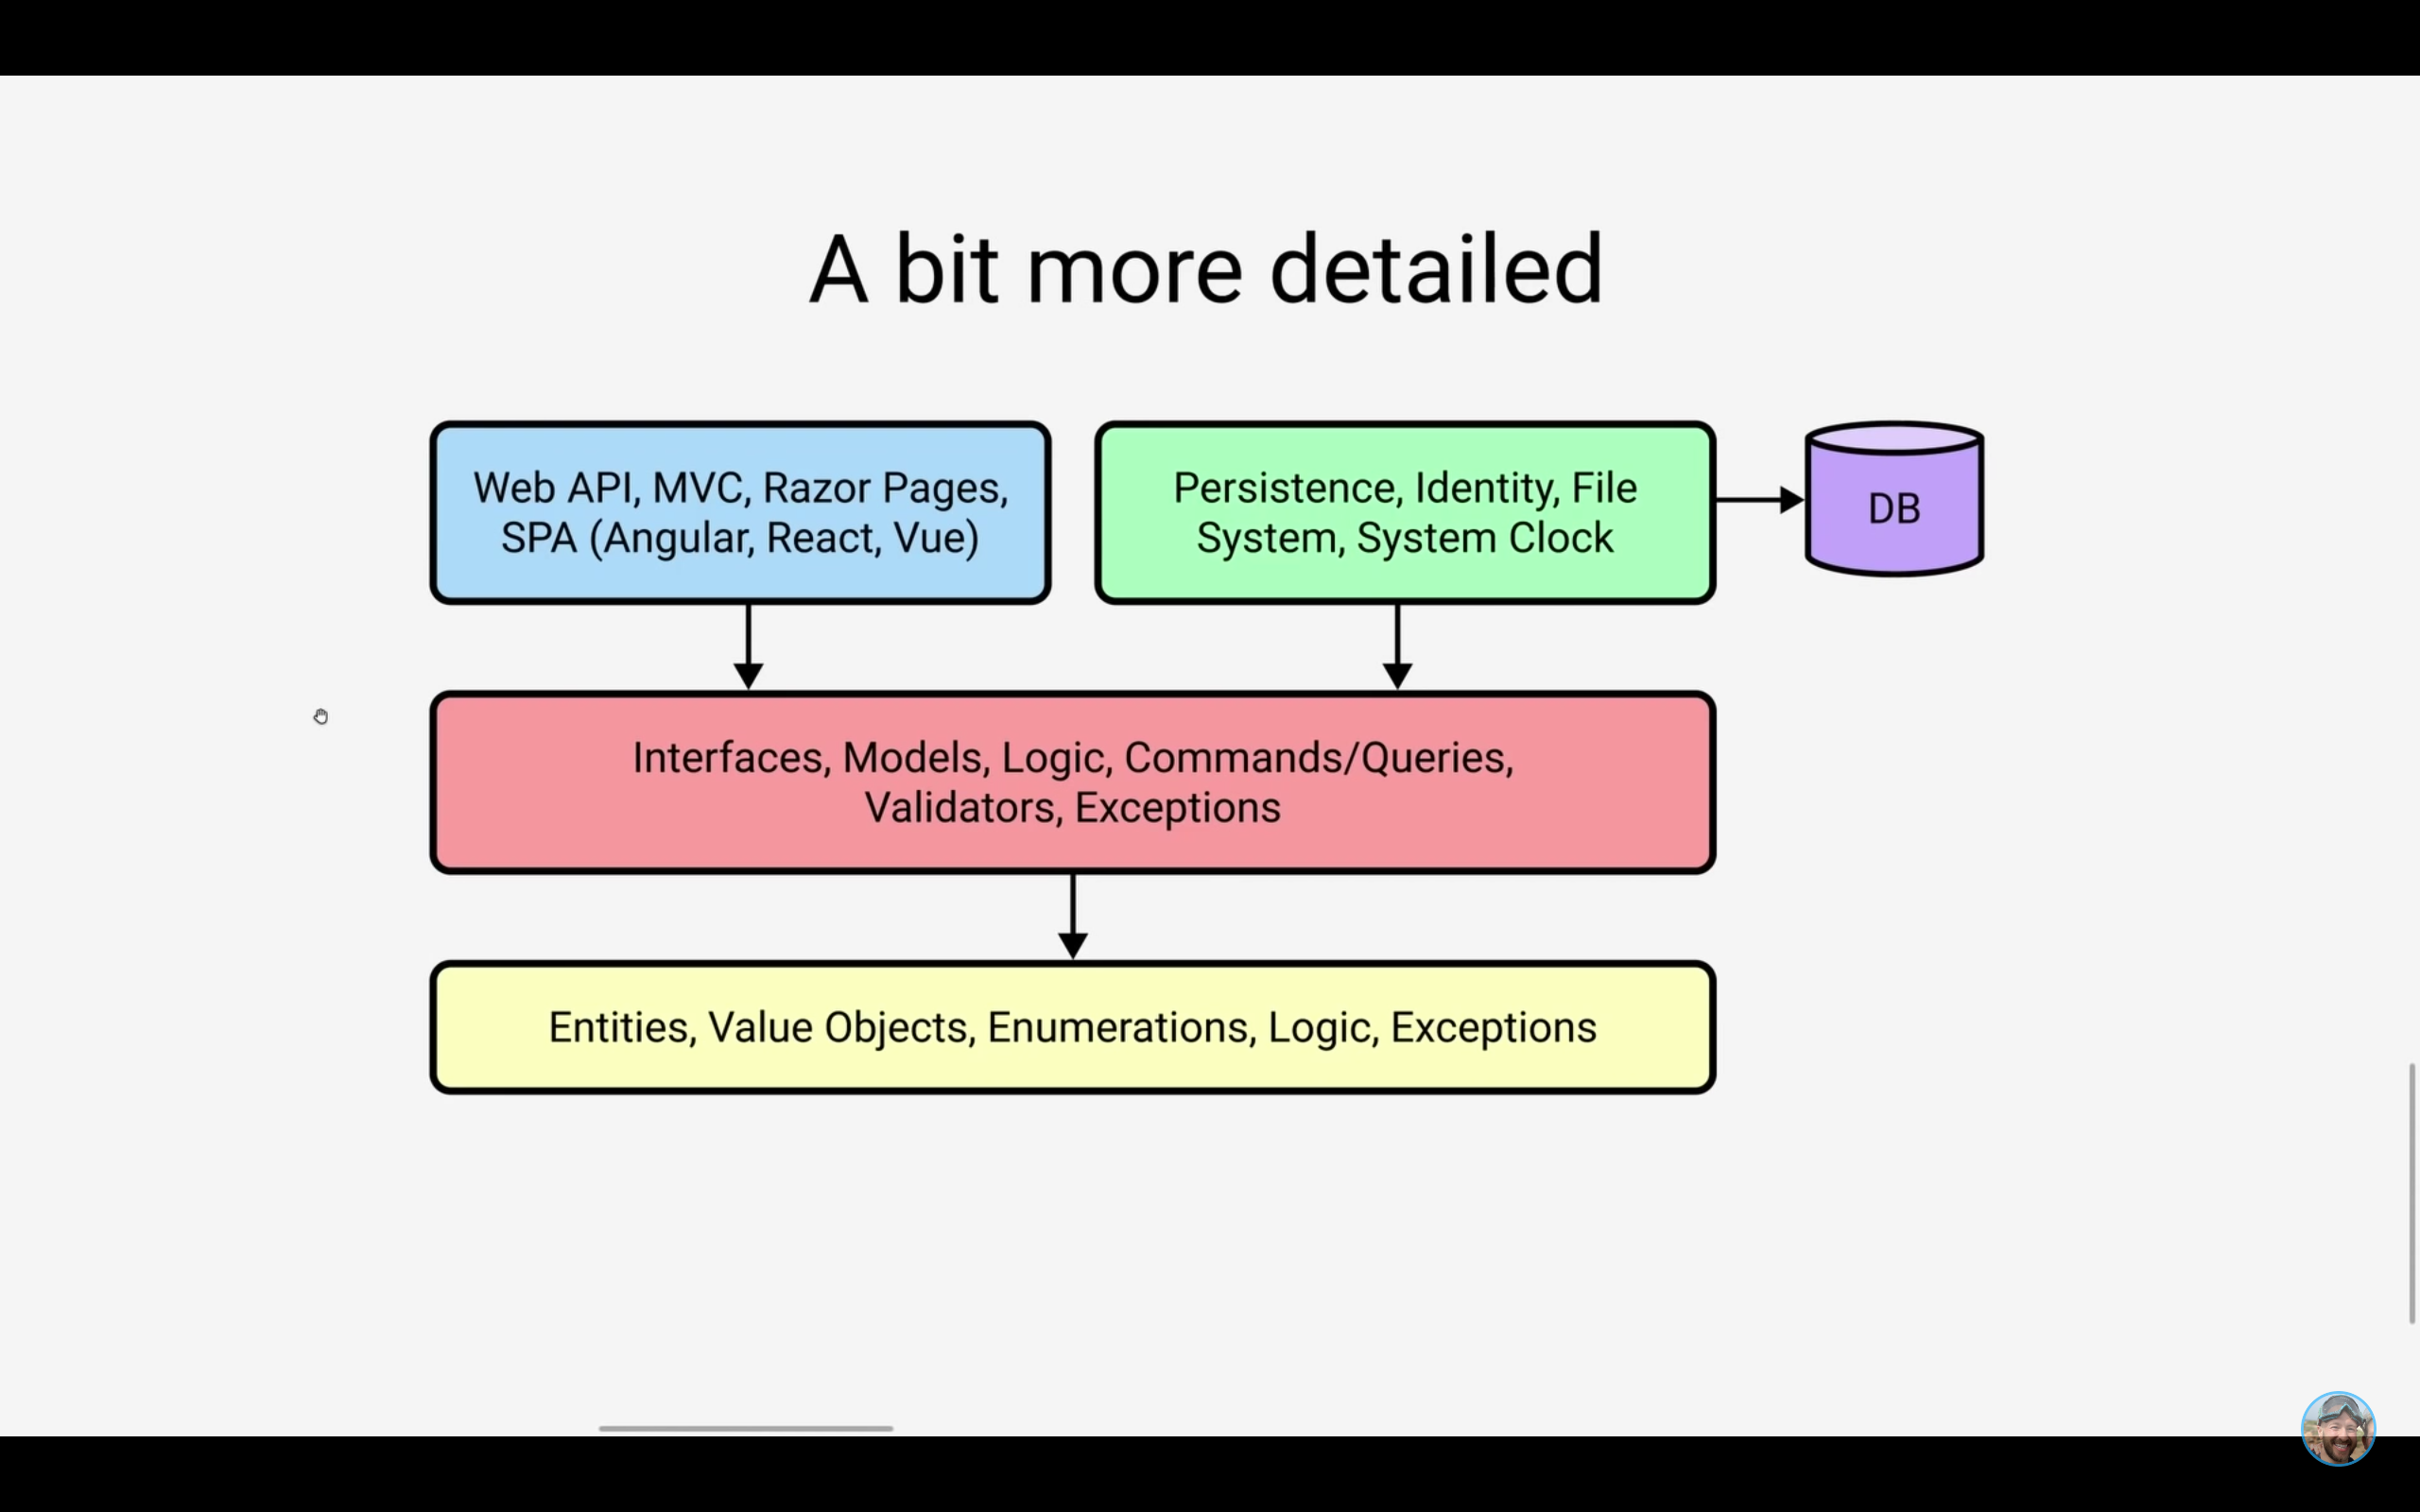 A bit more detailed
Web API, MVC, Razor Pages,
SPA (Angular, React, Vue)
Persistence, Identity, File
System, System Clock
DB
Interfaces, Models, Logic, Commands/Queries,
Validators, Exceptions
Entities, Value Objects, Enumerations, Logic, Exceptions